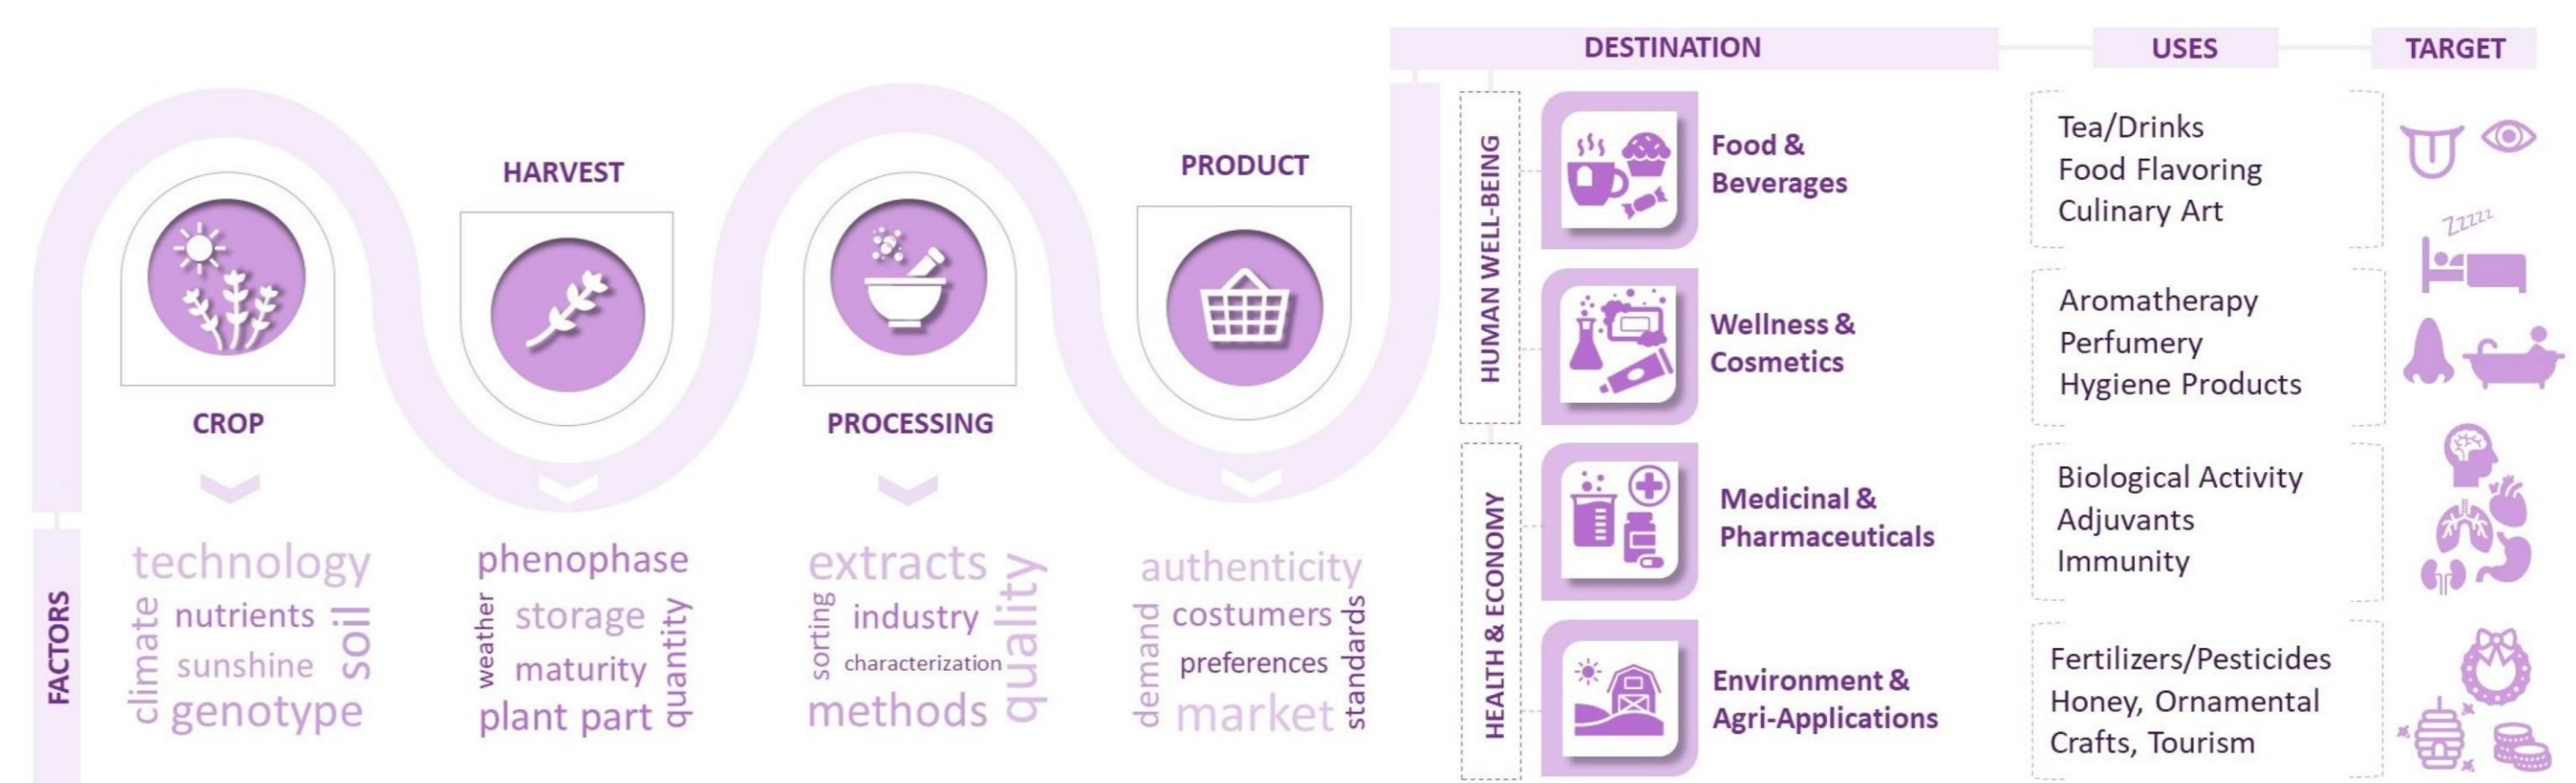 DESTINATION
USES
TARGET
HARVEST
PRODUCT
CROP
PROCESSING
FACTORS
technology
climate
nutrients
soil
sunshine
genotype
phenophase
weather
storage
quantity
maturity
plant part
extracts
sorting
industry
quality
characterization
methods
authenticity
demand
costumers
standards
preferences
market
HUMAN WELL-BEING
Food &
Beverages
Tea/Drinks
Food Flavoring
Culinary Art
zzzzz
Wellness &
Cosmetics
Aromatherapy
Perfumery
Hygiene Products
HEALTH & ECONOMY
Medicinal &
Pharmaceuticals
Biological Activity
Adjuvants
Immunity
Environment &
Agri-Applications
Fertilizers/Pesticides
Honey, Ornamental
Crafts, Tourism